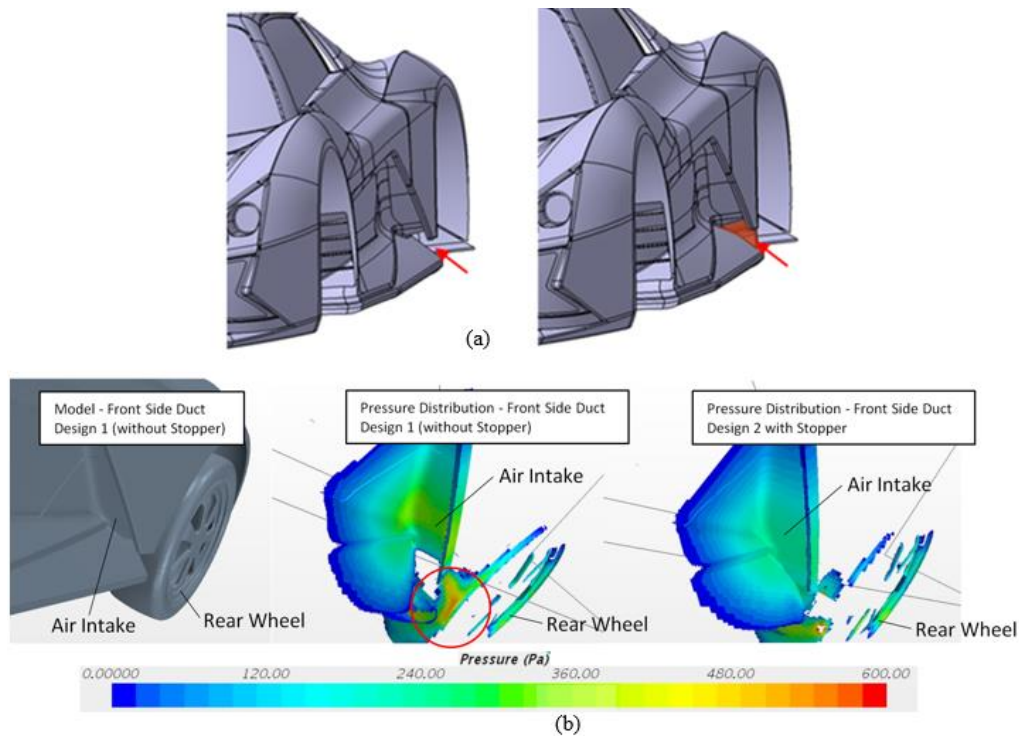 (a)
Model - Front Side Duct
Design 1 (without Stopper)
Pressure Distribution - Front Side Duct
Design 1 (without Stopper)
Pressure Distribution - Front Side Duct
Design 2 with Stopper
Air Intake
Air Intake
Air Intake
Rear Wheel
Rear Wheel
Rear Wheel
Pressure (Pa)
0.00000 120.00 240.00 360.00 480.00 600.00
(b)